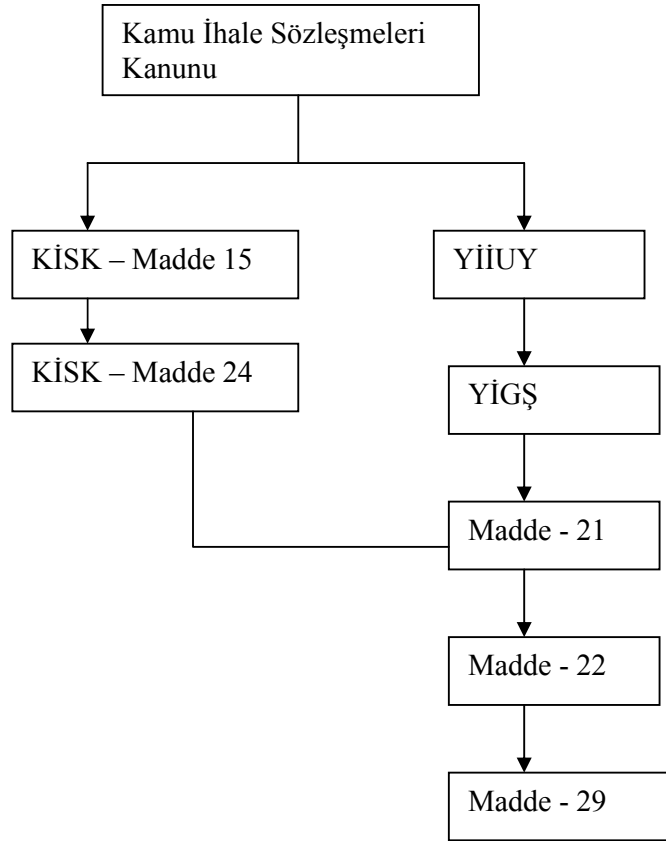 Kamu İhale Sözleşmeleri
Kanunu
KİSK – Madde 15
YİİUY
KİSK – Madde 24
YİGŞ
Madde - 21
Madde - 22
Madde - 29